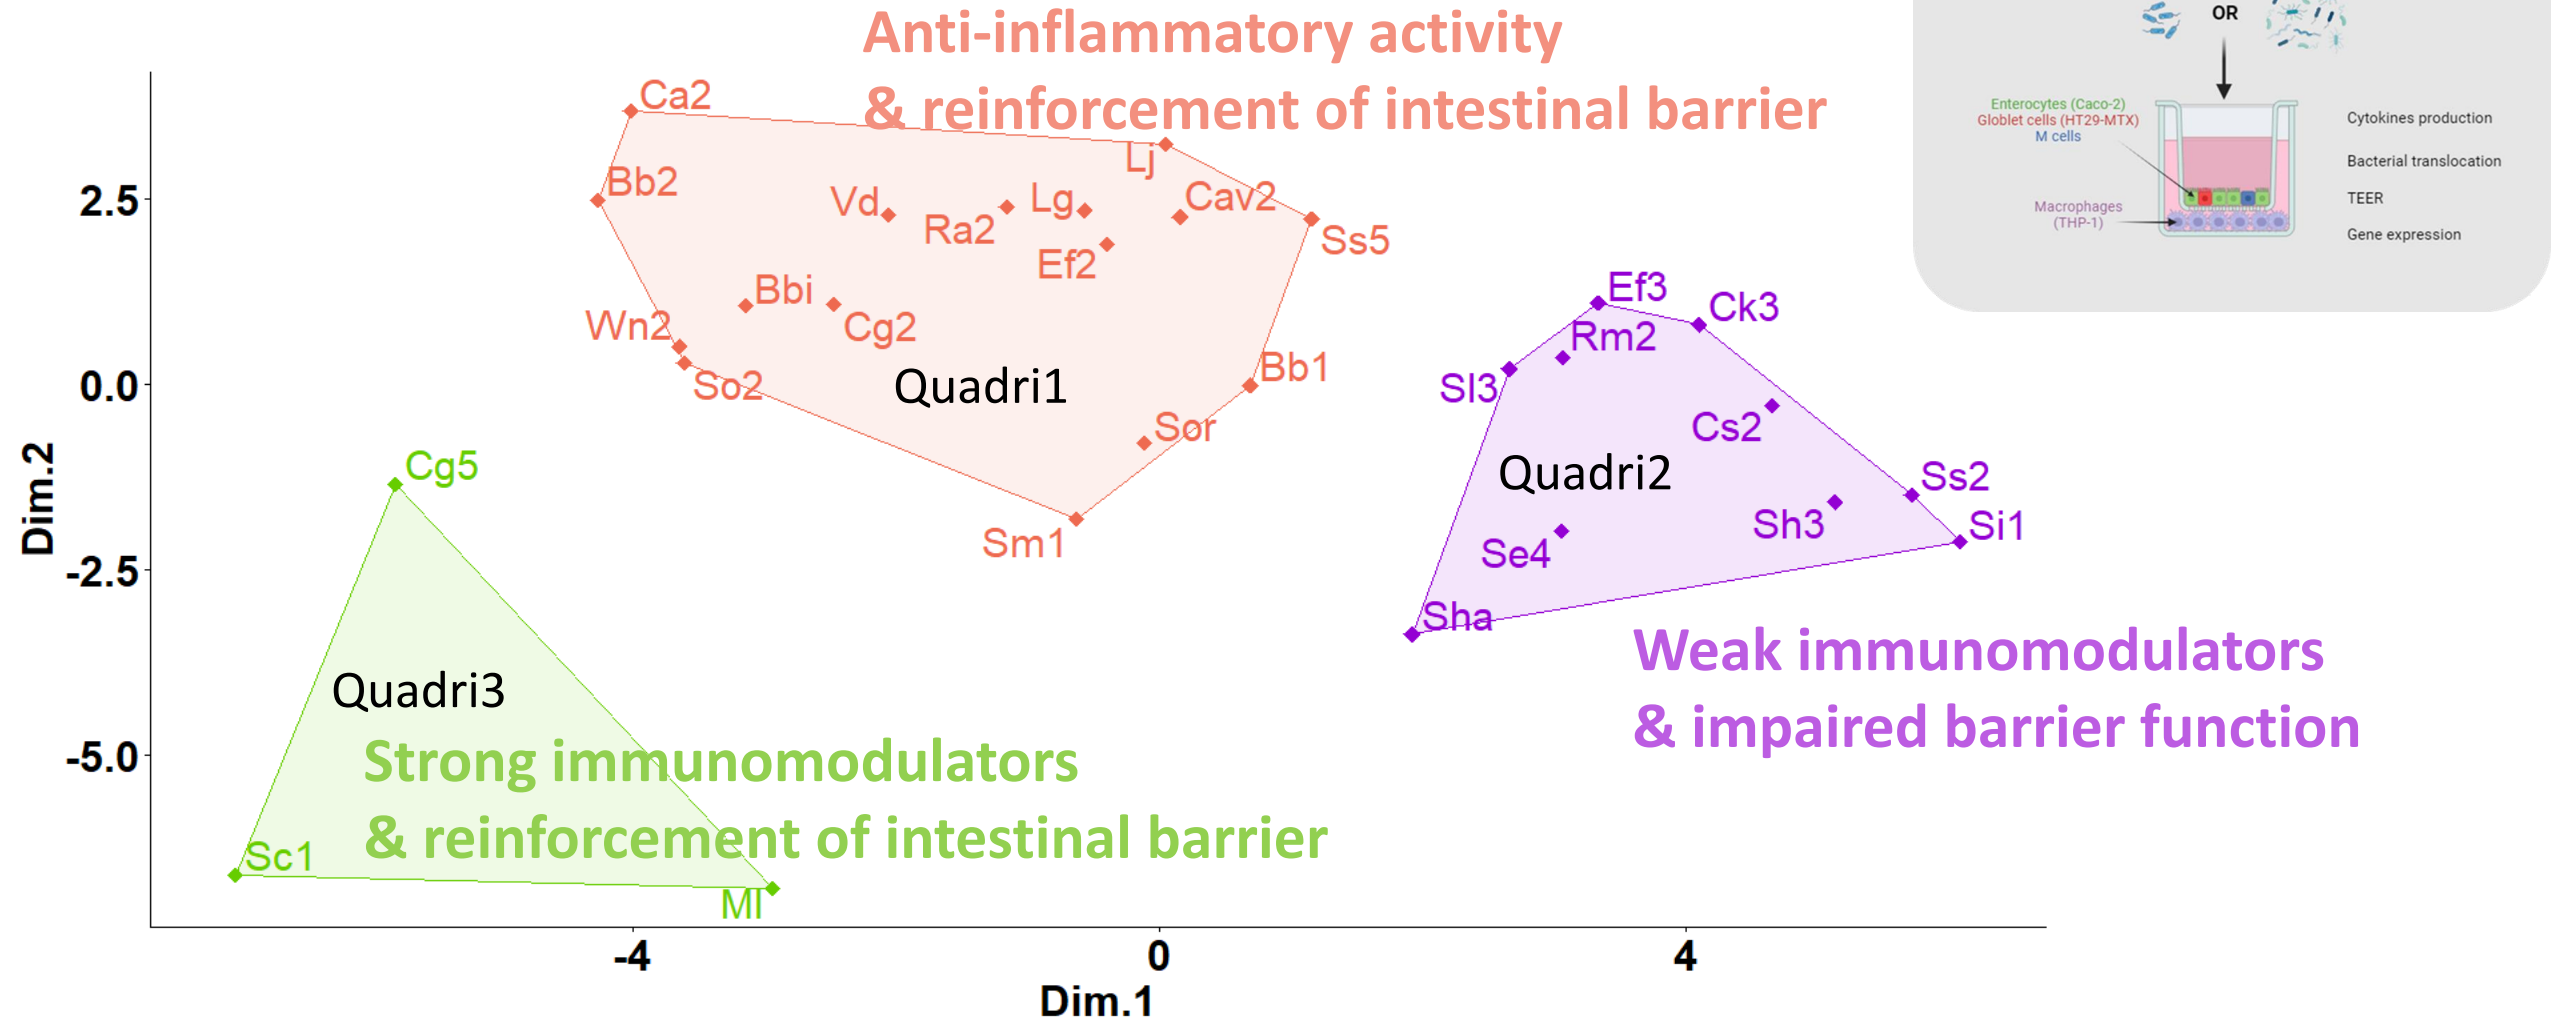 Anti-inflammatory activity
& reinforcement of intestinal barrier
OR
Enterocytes (Caco-2)
Globlet cells (HT29-MTX)
M cells
Macrophages
(THP-1)
Cytokines production
Bacterial translocation
TEER
Gene expression
Ca2
Lj
Bb2
Vd
Ra2
Lg
Cav2
Ss5
Ef2
Bbi
Cg2
Wn2
So2
Quadri1
Bb1
Sor
Sm1
Ef3
Ck3
Rm2
Sl3
Cs2
Quadri2
Ss2
Sh3
Si1
Se4
Sha
Weak immunomodulators
& impaired barrier function
Cg5
Quadri3
Strong immunomodulators
& reinforcement of intestinal barrier
Sc1
Ml
2.5
0.0
-2.5
-5.0
Dim.2
-4
0
4
Dim.1